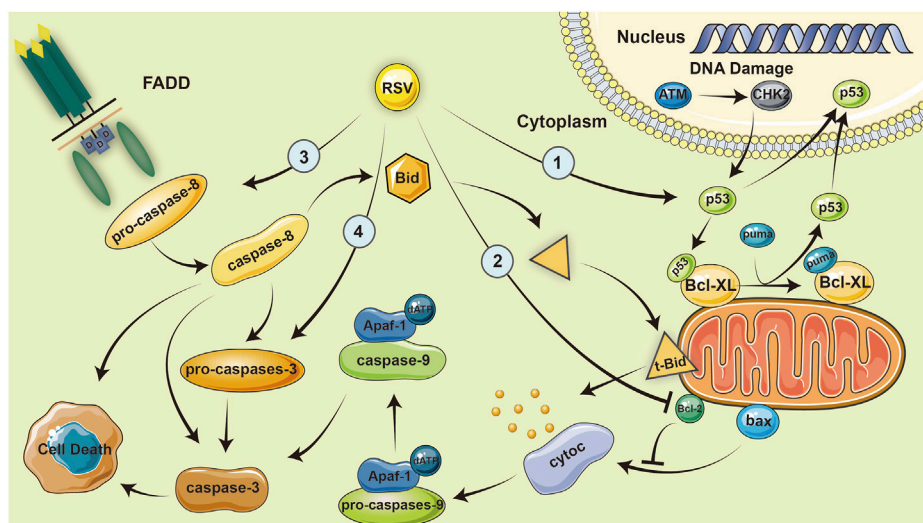 Nucleus
DNA Damage
FADD
RSV
ATM
CHK2
p53
Cytoplasm
D
D
D
3
1
Bid
pro-caspase-8
p53
p53
4
puma
caspase-8
2
p53
puma
Bcl-XL
Bcl-XL
dATP
Apaf-1
caspase-9
pro-caspases-3
t-Bid
Bcl-2
bax
Cell Death
cytoc
dATP
Apaf-1
caspase-3
pro-caspases-9